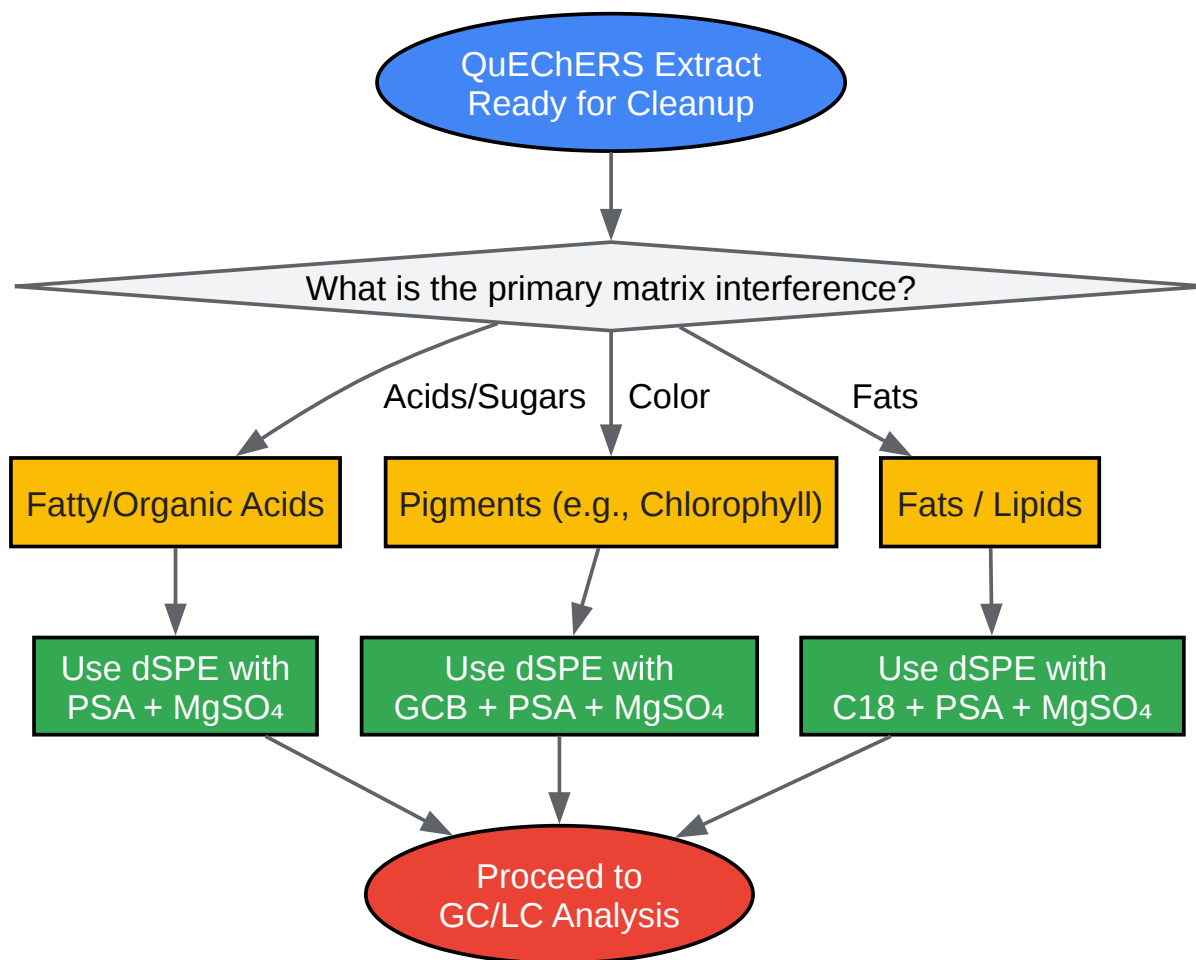 QuEChERS Extract
Ready for Cleanup
What is the primary matrix interference?
Acids/Sugars
Color
Fats
Fatty/Organic Acids
Pigments (e.g., Chlorophyll)
Fats / Lipids
Use dSPE with
PSA + MgSO₄
Use dSPE with
GCB + PSA + MgSO₄
Use dSPE with
C18 + PSA + MgSO₄
Proceed to
GC/LC Analysis